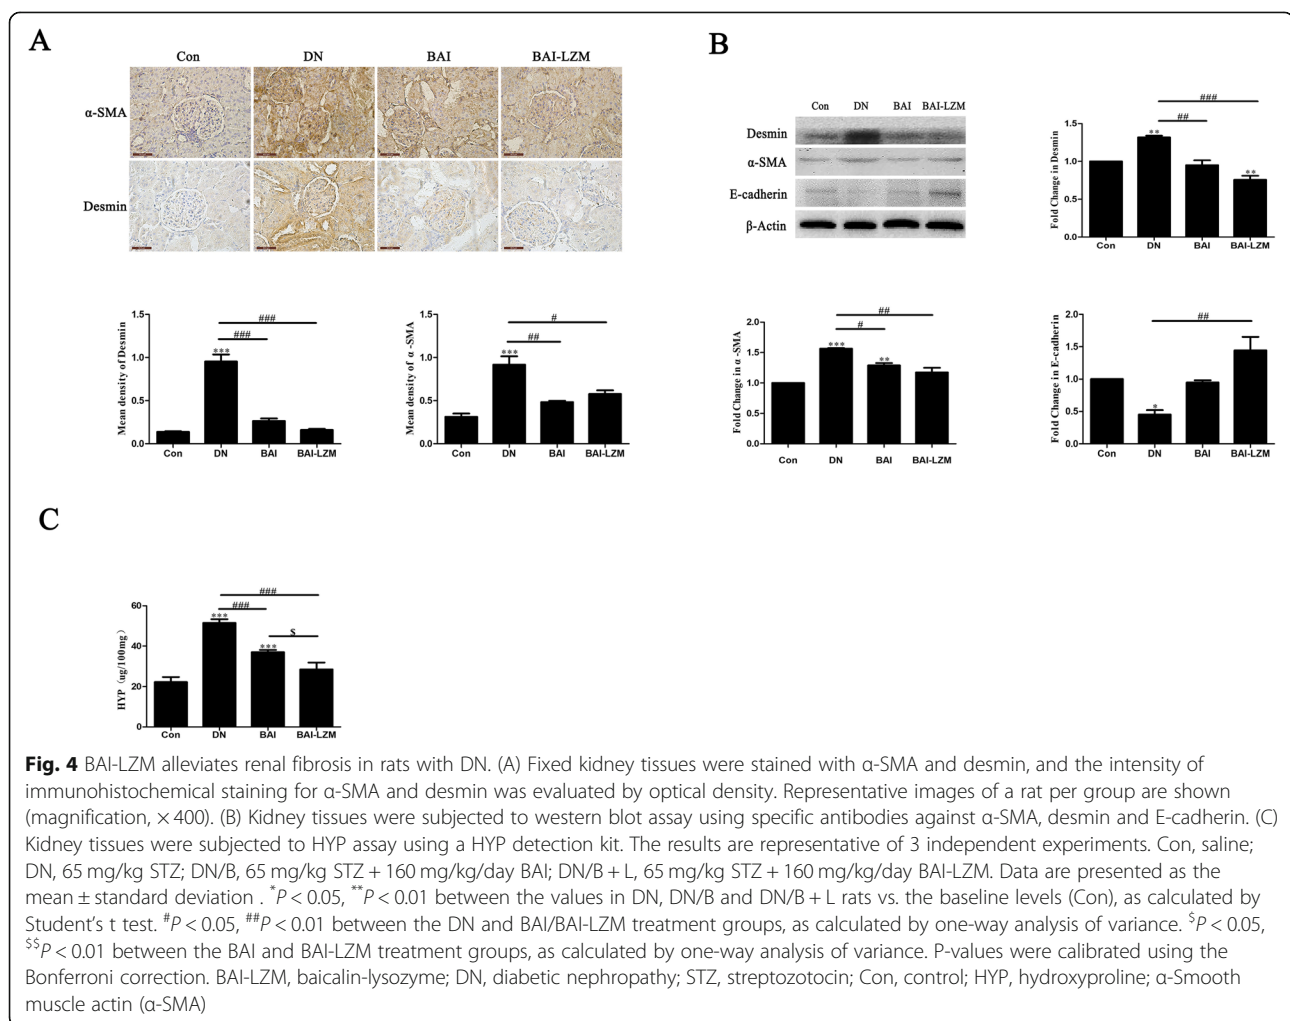 A
Con DN BAI BAI-LZM
α-SMA
Desmin
B
Con DN BAI BAI-LZM
Desmin
α-SMA
E-cadherin
β-Actin
Fold Change in Desmin
1.5
1.0
0.5
0.0
**
##
###
**
Con DN BAI BAI-LZM
Mean density of Desmin
1.5
1.0
0.5
0.0
***
###
###
Con DN BAI BAI-LZM
Mean density of α-SMA
1.5
1.0
0.5
0.0
***
##
#
Con DN BAI BAI-LZM
Fold Change in α-SMA
2.0
1.5
1.0
0.5
0.0
***
#
##
**
Con DN BAI BAI-LZM
Fold Change in E-cadherin
2.0
1.5
1.0
0.5
0.0
*
##
Con DN BAI BAI-LZM
C
HYP (ug/100mg)
60
40
20
0
***
###
###
***
$
Con DN BAI BAI-LZM
Fig. 4 BAI-LZM alleviates renal fibrosis in rats with DN. (A) Fixed kidney tissues were stained with α-SMA and desmin, and the intensity of
immunohistochemical staining for α-SMA and desmin was evaluated by optical density. Representative images of a rat per group are shown
(magnification, × 400). (B) Kidney tissues were subjected to western blot assay using specific antibodies against α-SMA, desmin and E-cadherin. (C)
Kidney tissues were subjected to HYP assay using a HYP detection kit. The results are representative of 3 independent experiments. Con, saline;
DN, 65 mg/kg STZ; DN/B, 65 mg/kg STZ + 160 mg/kg/day BAI; DN/B + L, 65 mg/kg STZ + 160 mg/kg/day BAI-LZM. Data are presented as the
mean ± standard deviation . *P < 0.05, **P < 0.01 between the values in DN, DN/B and DN/B + L rats vs. the baseline levels (Con), as calculated by
Student's t test. #P < 0.05, ##P < 0.01 between the DN and BAI/BAI-LZM treatment groups, as calculated by one-way analysis of variance. $P < 0.05,
$$P < 0.01 between the BAI and BAI-LZM treatment groups, as calculated by one-way analysis of variance. P-values were calibrated using the
Bonferroni correction. BAI-LZM, baicalin-lysozyme; DN, diabetic nephropathy; STZ, streptozotocin; Con, control; HYP, hydroxyproline; α-Smooth
muscle actin (α-SMA)